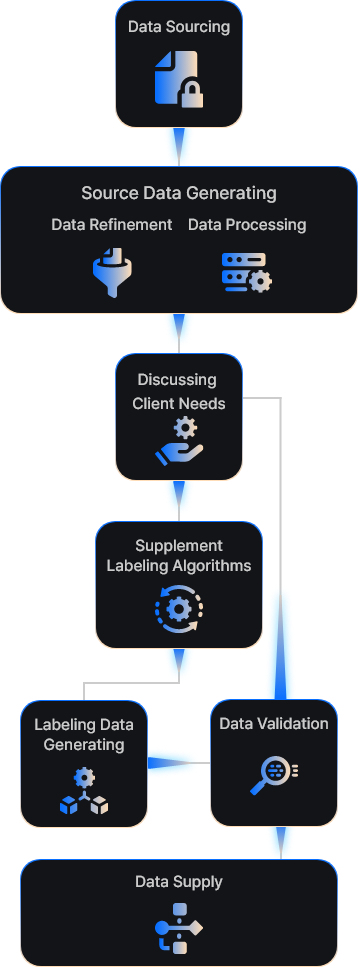 Data Sourcing
Source Data Generating
Data Refinement
Data Processing
Discussing
Client Needs
Supplement
Labeling Algorithms
Labeling Data
Generating
Data Validation
Data Supply